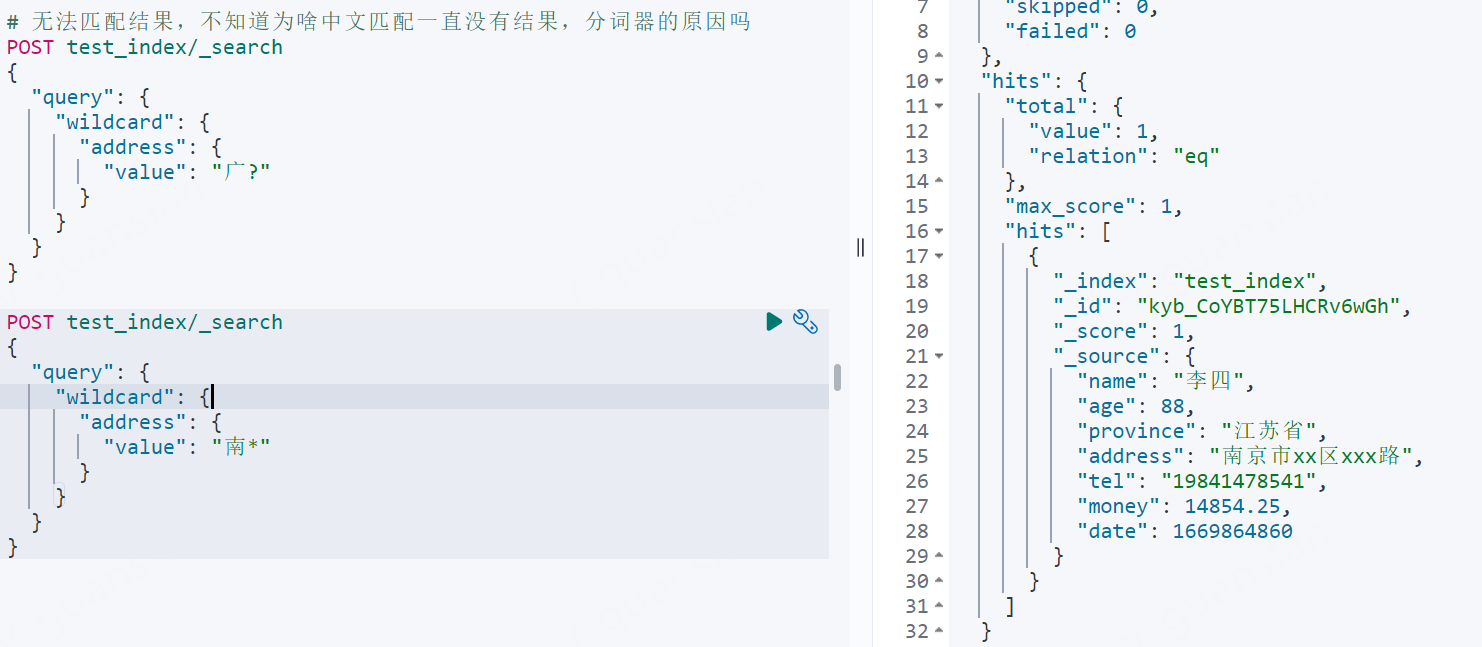 # 无法匹配结果，不知道为啥中文匹配一直没有结果，分词器的原因吗
POST test_index/_search
{
  "query": {
    "wildcard": {
      "address": {
        "value": "广?"
      }
    }
  }
}
POST test_index/_search
{
  "query": {
    "wildcard": {
      "address": {
        "value": "南*"
      }
    }
  }
}
7 "skipped": 0,
8 "failed": 0
9 },
10 "hits": {
11 "total": {
12 "value": 1,
13 "relation": "eq"
14 },
15 "max_score": 1,
16 "hits": [
17 {
18 "_index": "test_index",
19 "_id": "kyb_CoYBT75LHCRv6wGh",
20 "_score": 1,
21 "_source": {
22 "name": "李四",
23 "age": 88,
24 "province": "江苏省",
25 "address": "南京市xx区xxx路",
26 "tel": "19841478541",
27 "money": 14854.25,
28 "date": 1669864860
29 }
30 }
31 ]
32 }